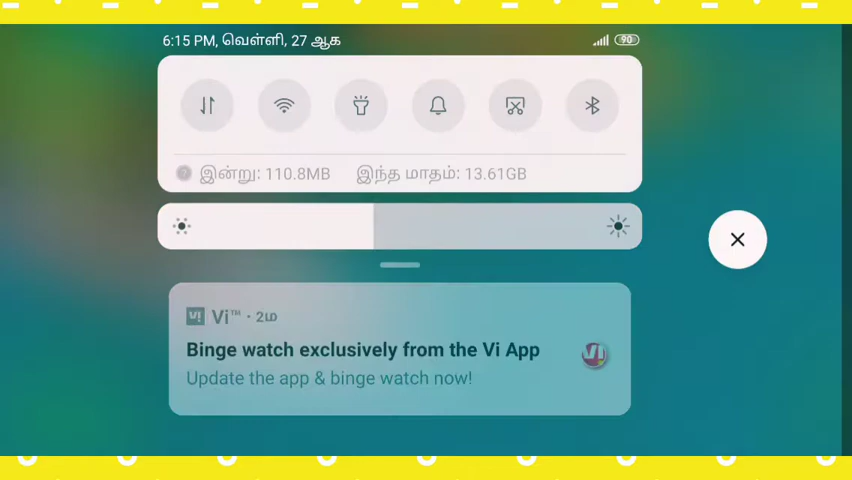 6:15 PM, வெள்ளி, 27 ஆக
90
இன்று: 110.8MB இந்த மாதம்: 13.61GB
Vi™ · 2ம
Binge watch exclusively from the Vi App
Update the app & binge watch now!